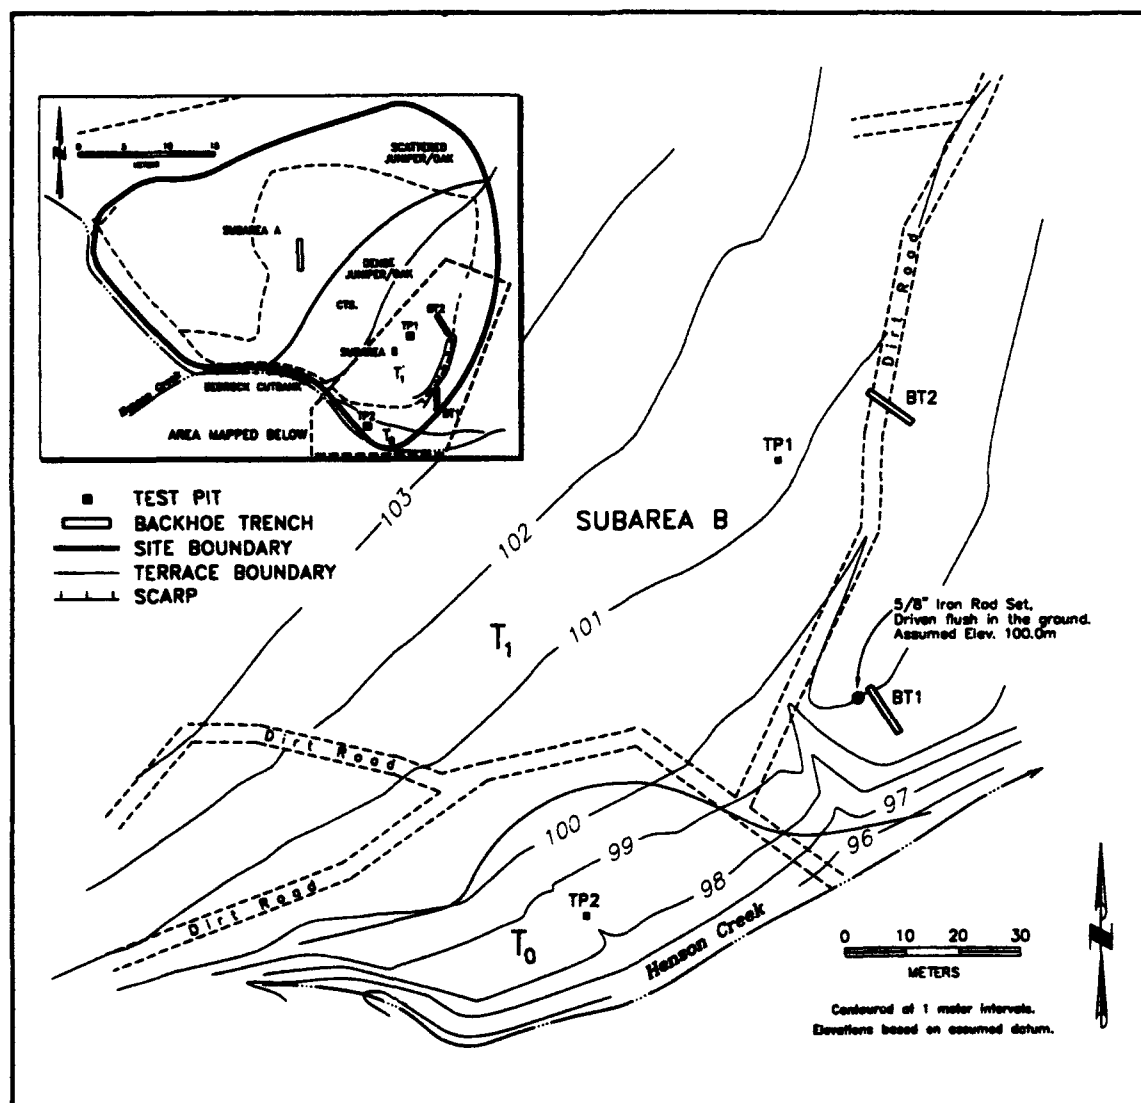 SCATTERED
JUNIPER/OAK
0 5 10 15
SUBAREA A
DENSE
JUNIPER/OAK
BT2
TP1
SUBAREA B
T1
BEDROCK CUTBANK
BT1
TP2
T0
AREA MAPPED BELOW
TEST PIT
BACKHOE TRENCH
SITE BOUNDARY
TERRACE BOUNDARY
SCARP
103
102
101
100
99
98
97
96
Dirt Road
BT2
TP1
SUBAREA B
T1
5/8" Iron Rod Set,
Driven flush in the ground.
Assumed Elev. 100.0m
BT1
Dirt Road
Dirt Road
TP2
T0
Henson Creek
0 10 20 30
METERS
N
Contoured at 1 meter intervals.
Elevations based on assumed datum.